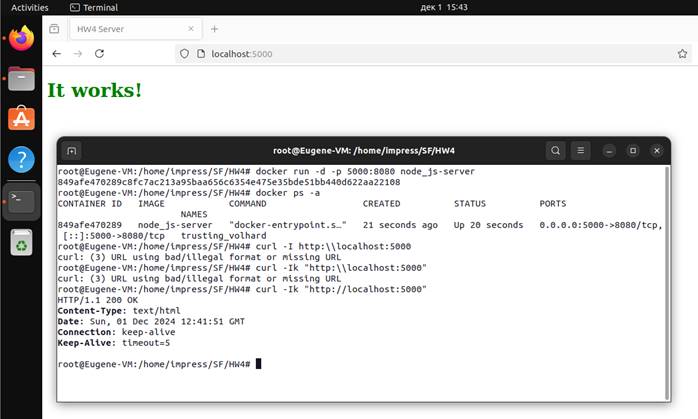 Activities Terminal дек 1 15:43
HW4 Server
localhost:5000
It works!
root@Eugene-VM: /home/impress/SF/HW4
root@Eugene-VM:/home/impress/SF/HW4# docker run -d -p 5000:8080 node_js-server
849afe470289c8fc7ac213a95baa656c6354e475e35bde51bb440d622aa22108
root@Eugene-VM:/home/impress/SF/HW4# docker ps -a
CONTAINER ID   IMAGE            COMMAND                  CREATED          STATUS          PORTS
                    NAMES
849afe470289   node_js-server   "docker-entrypoint.s…"   21 seconds ago   Up 20 seconds   0.0.0.0:5000->8080/tcp,
 [::]:5000->8080/tcp   trusting_volhard
root@Eugene-VM:/home/impress/SF/HW4# curl -I http:\\localhost:5000
curl: (3) URL using bad/illegal format or missing URL
root@Eugene-VM:/home/impress/SF/HW4# curl -Ik "http:\\localhost:5000"
curl: (3) URL using bad/illegal format or missing URL
root@Eugene-VM:/home/impress/SF/HW4# curl -Ik "http://localhost:5000"
HTTP/1.1 200 OK
Content-Type: text/html
Date: Sun, 01 Dec 2024 12:41:51 GMT
Connection: keep-alive
Keep-Alive: timeout=5
root@Eugene-VM:/home/impress/SF/HW4#